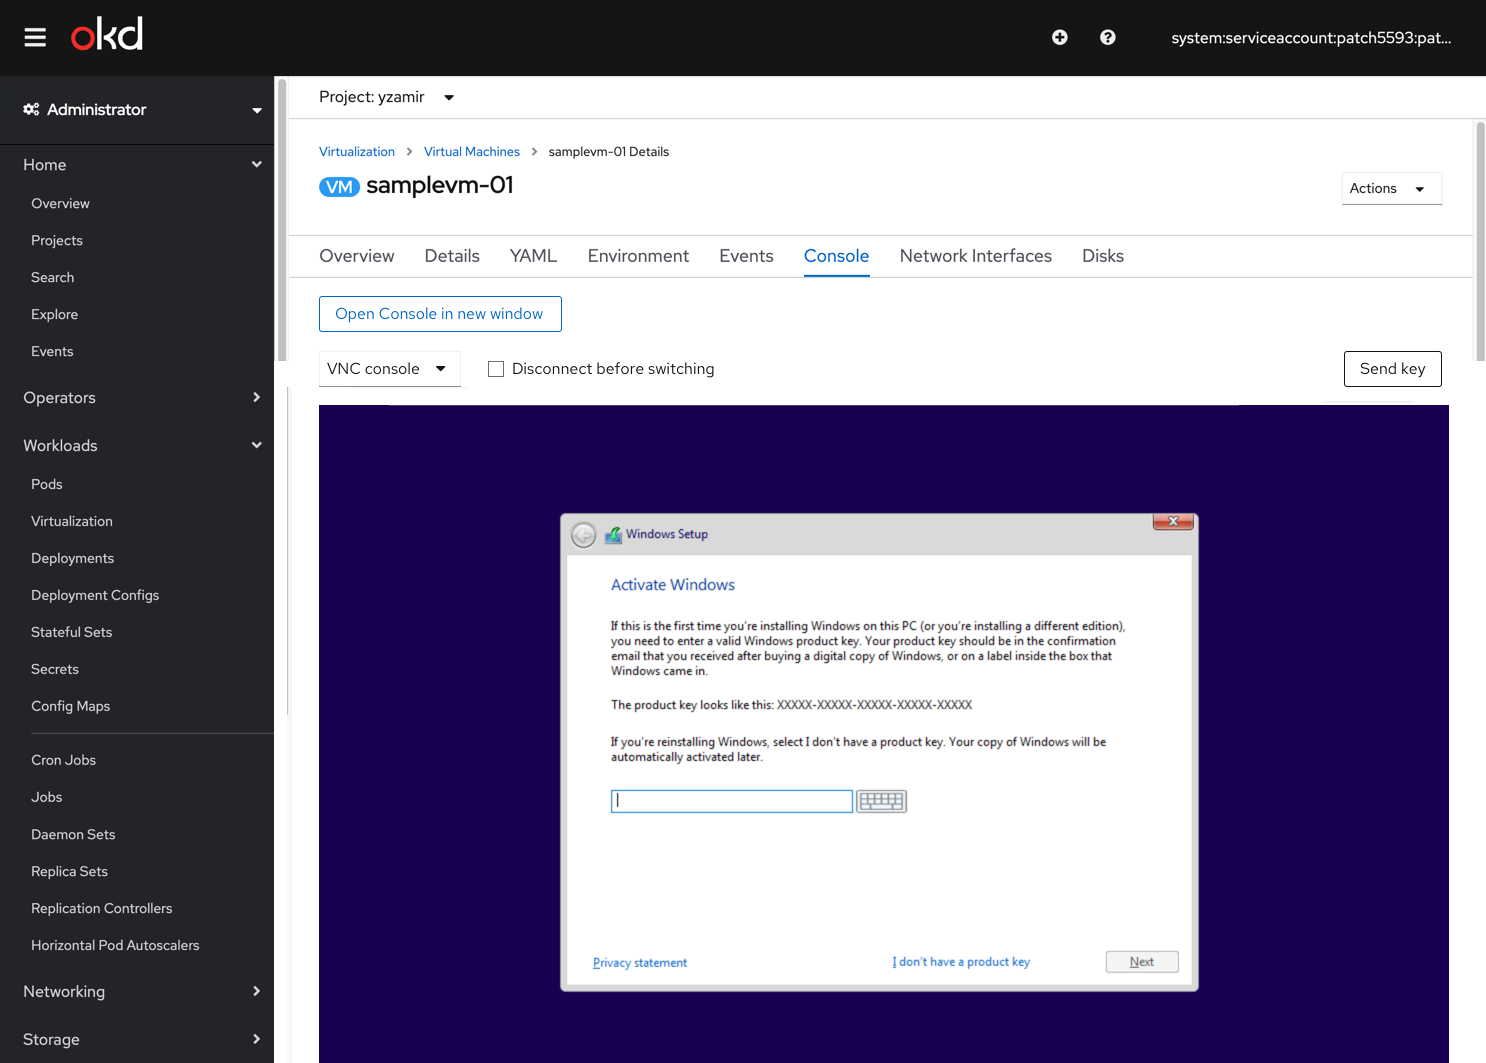 okd
system:serviceaccount:patch5593:pat...
Administrator
Home
Overview
Projects
Search
Explore
Events
Operators
Workloads
Pods
Virtualization
Deployments
Deployment Configs
Stateful Sets
Secrets
Config Maps
Cron Jobs
Jobs
Daemon Sets
Replica Sets
Replication Controllers
Horizontal Pod Autoscalers
Networking
Storage
Project: yzamir
Virtualization > Virtual Machines > samplevm-01 Details
VM samplevm-01
Actions
Overview Details YAML Environment Events Console Network Interfaces Disks
Open Console in new window
VNC console Disconnect before switching Send key
Windows Setup
Activate Windows
If this is the first time you're installing Windows on this PC (or you're installing a different edition),
you need to enter a valid Windows product key. Your product key should be in the confirmation
email that you received after buying a digital copy of Windows, or on a label inside the box that
Windows came in.
The product key looks like this: XXXXX-XXXXX-XXXXX-XXXXX-XXXXX
If you're reinstalling Windows, select I don't have a product key. Your copy of Windows will be
automatically activated later.
Privacy statement I don't have a product key Next